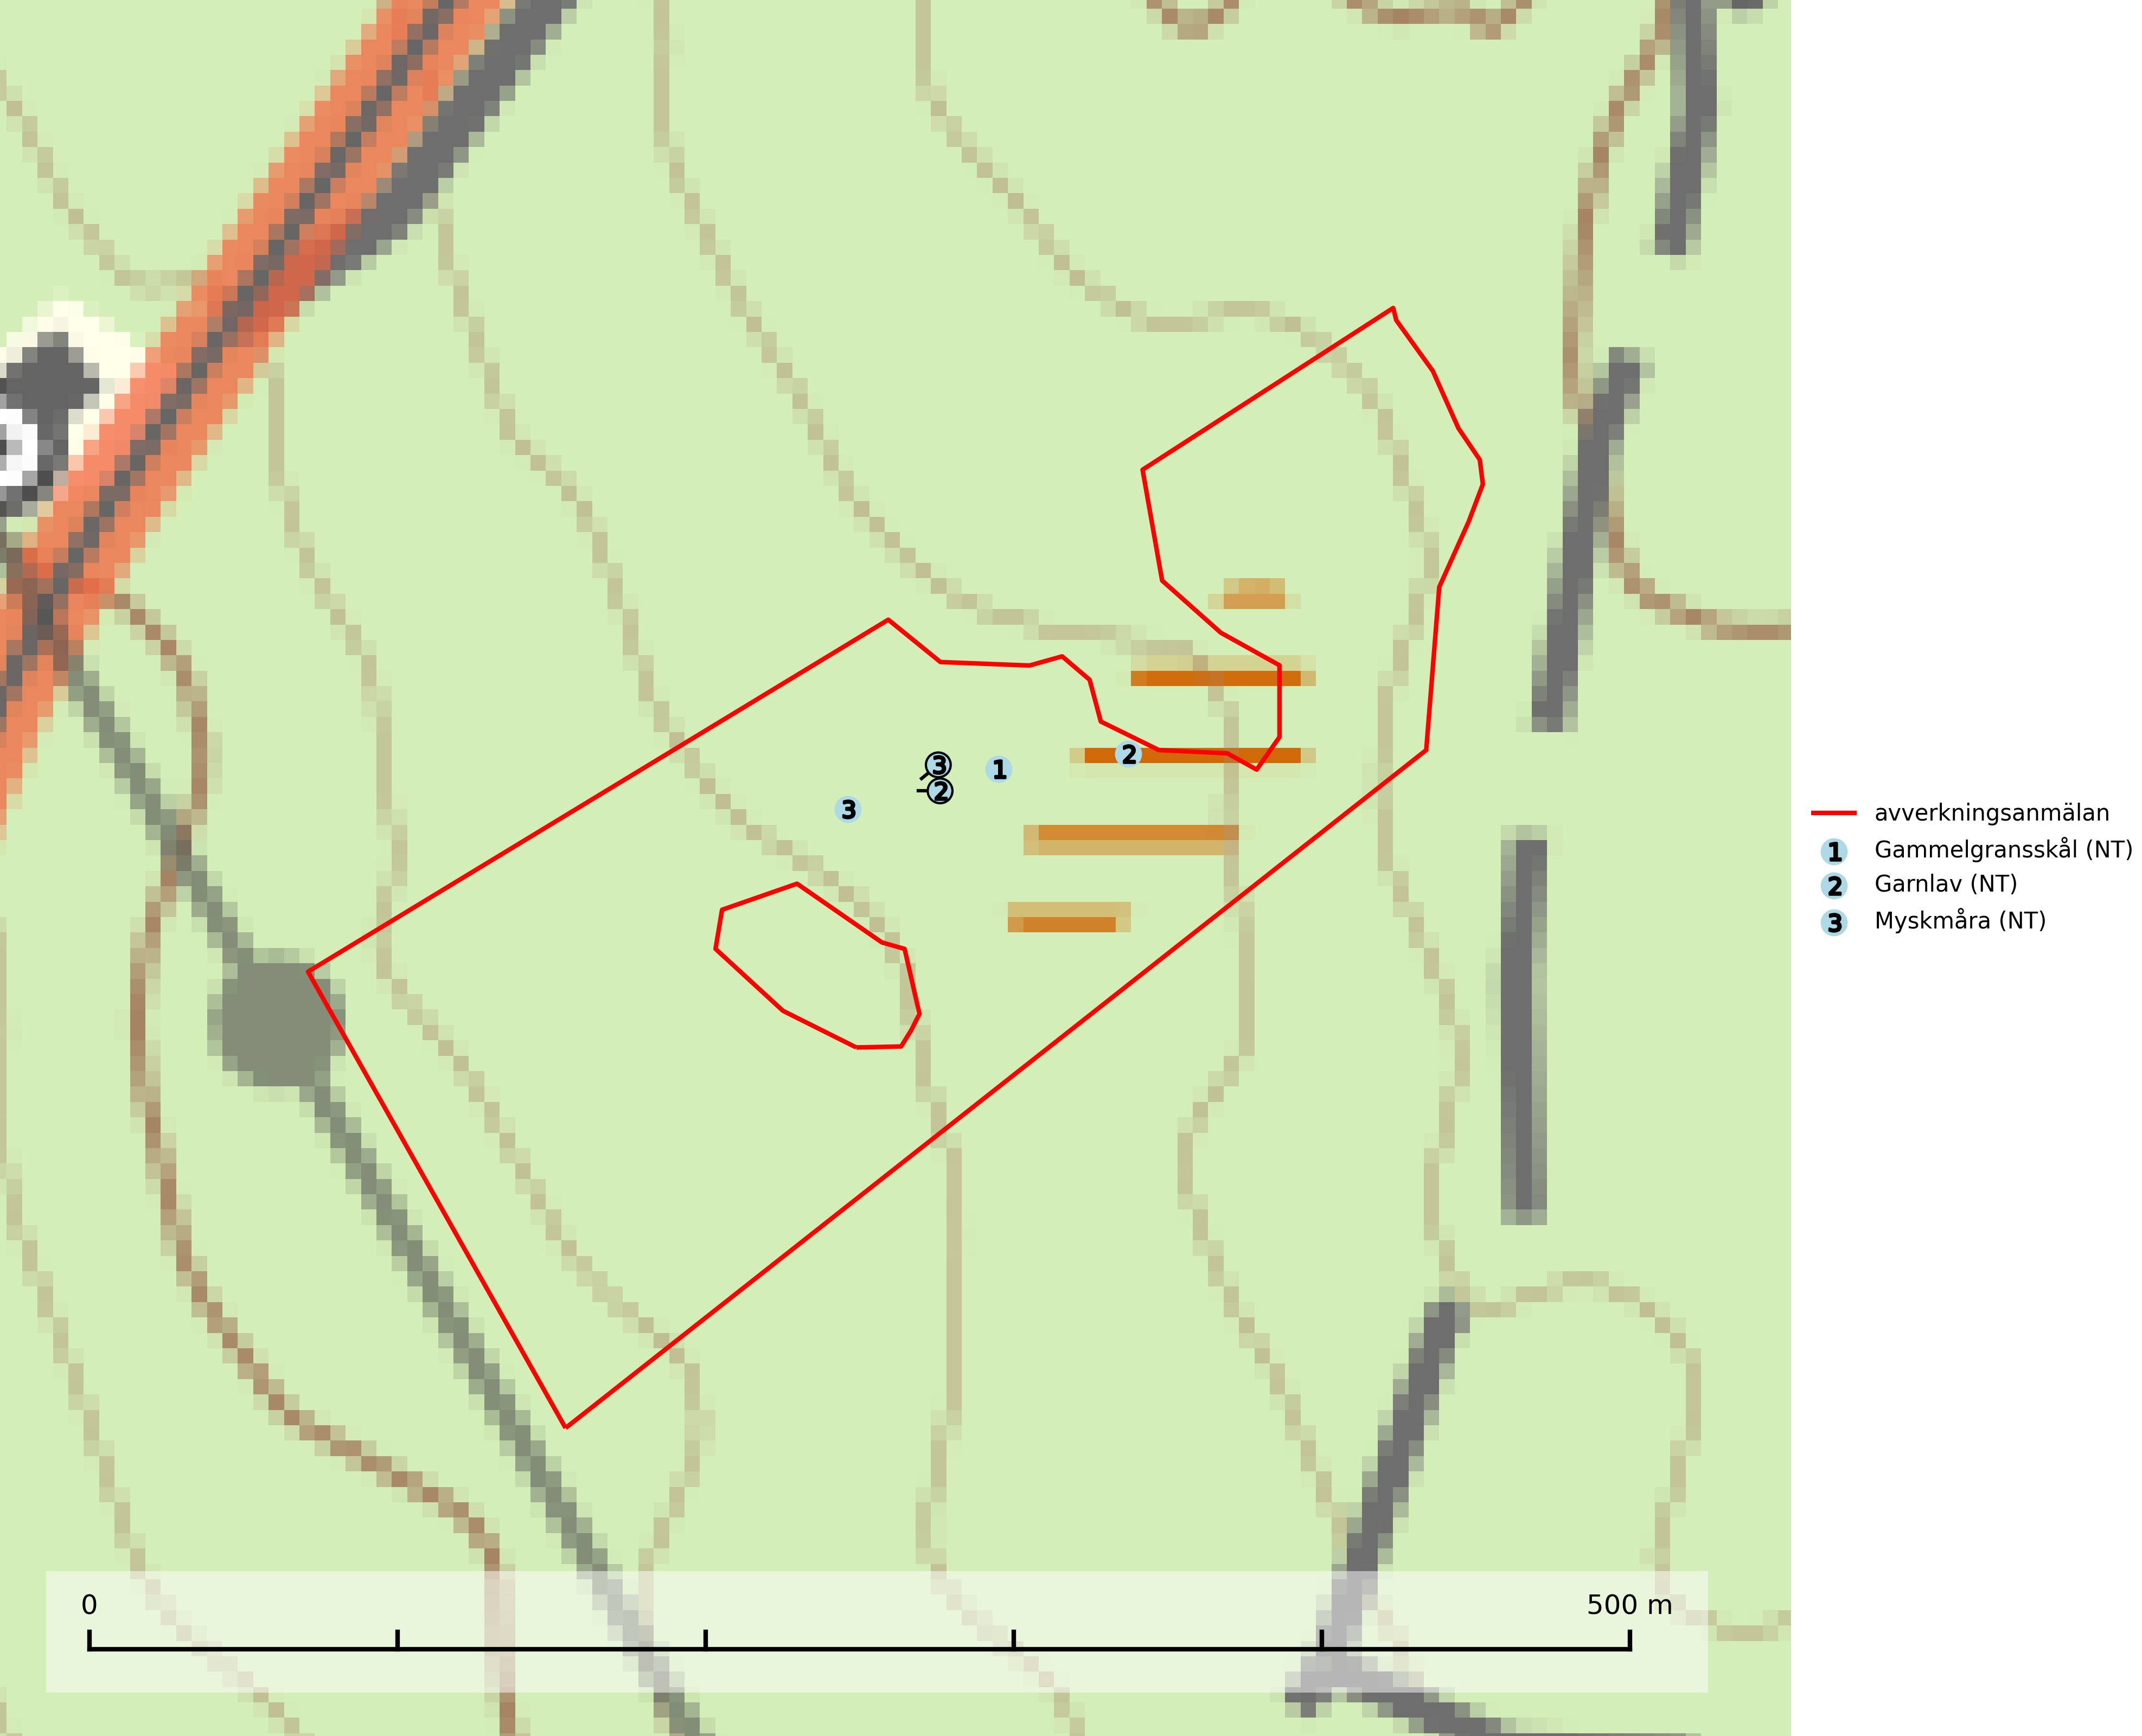 3
1
2
2
3
avverkningsanmälan
1 Gammelgransskål (NT)
2 Garnlav (NT)
3 Myskmåra (NT)
0 500 m